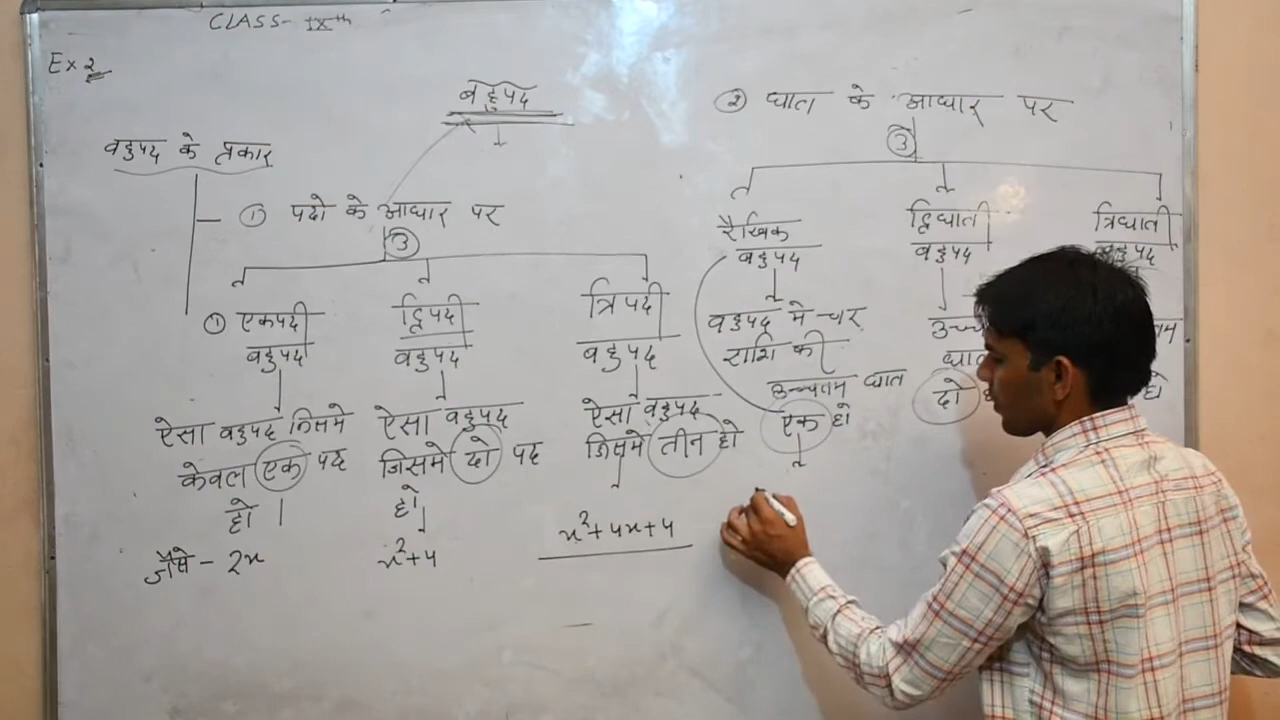 CLASS- IXth
Ex 2
बहुपद
बहुपद के प्रकार
① पदो के आधार पर
③
① एकपदी
बहुपद
ऐसा बहुपद जिसमे
केवल एक पद
हो
जैसे - 2x
द्विपदी
बहुपद
ऐसा बहुपद
जिसमे दो पद
हो
x²+4
त्रिपदी
बहुपद
ऐसा बहुपद
जिसमे तीन हो
x²+4x+4
② घात के आधार पर
③
रैखिक
बहुपद
बहुपद मे चर
राशि की
उच्चतम घात
एक हो
द्विघाती
बहुपद
घात
दो
त्रिघाती
बहुपद
हो